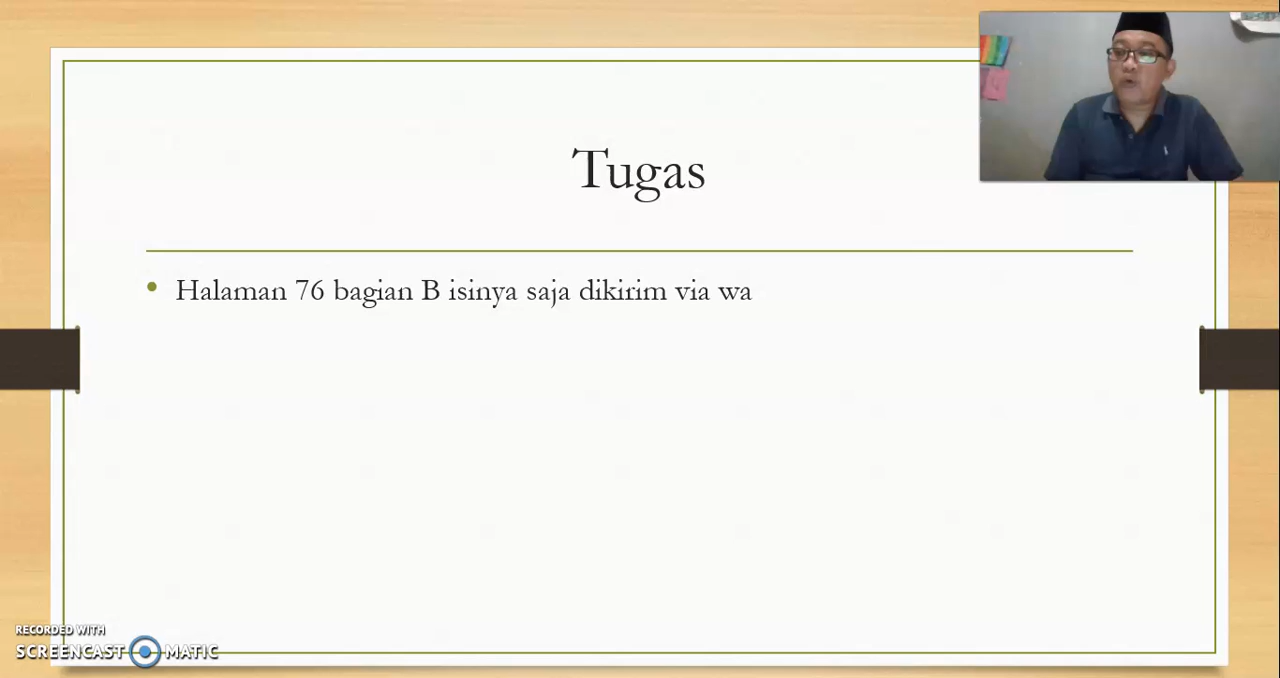 Tugas
Halaman 76 bagian B isinya saja dikirim via wa
RECORDED WITH
SCREENCAST MATIC